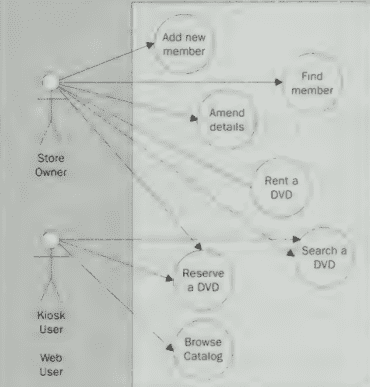 Add new
member
Find
member
Amend
details
Store
Owner
Rent a
DVD
Search a
DVD
Reserve
a DVD
Kiosk
User
Browse
Catalog
Web
User